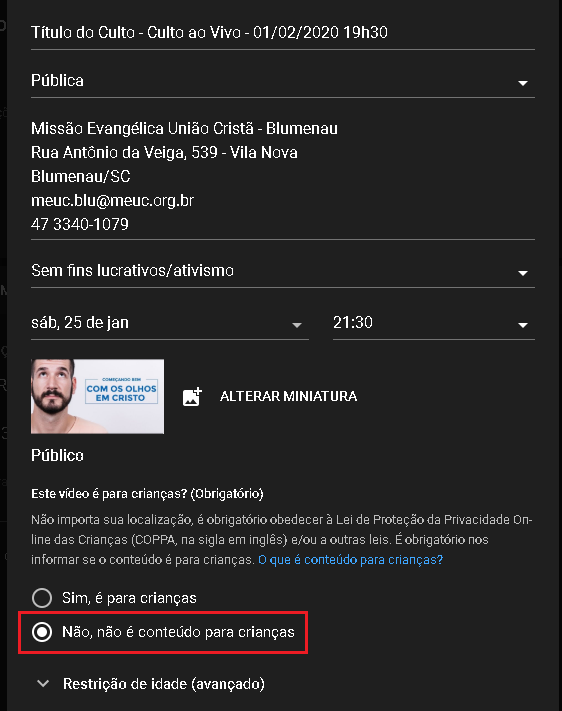 Título do Culto - Culto ao Vivo - 01/02/2020 19h30
Pública
Missão Evangélica União Cristã - Blumenau
Rua Antônio da Veiga, 539 - Vila Nova
Blumenau/SC
meuc.blu@meuc.org.br
47 3340-1079
Sem fins lucrativos/ativismo
sáb, 25 de jan
21:30
COMEÇANDO BEM
COM OS OLHOS
EM CRISTO
ALTERAR MINIATURA
Público
Este vídeo é para crianças? (Obrigatório)
Não importa sua localização, é obrigatório obedecer à Lei de Proteção da Privacidade On-
line das Crianças (COPPA, na sigla em inglês) e/ou a outras leis. É obrigatório nos
informar se o conteúdo é para crianças. O que é conteúdo para crianças?
Sim, é para crianças
Não, não é conteúdo para crianças
Restrição de idade (avançado)